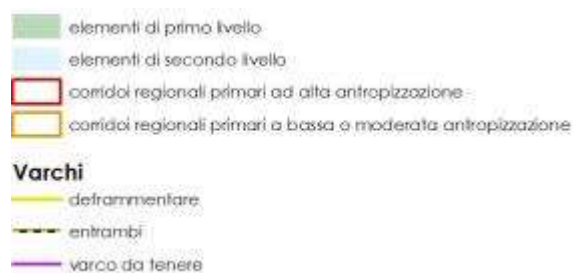 elementi di primo livello
elementi di secondo livello
corridoi regionali primari ad alta antropizzazione
corridoi regionali primari a bassa o moderata antropizzazione
Varchi
deframmentare
entrambi
varco da tenere